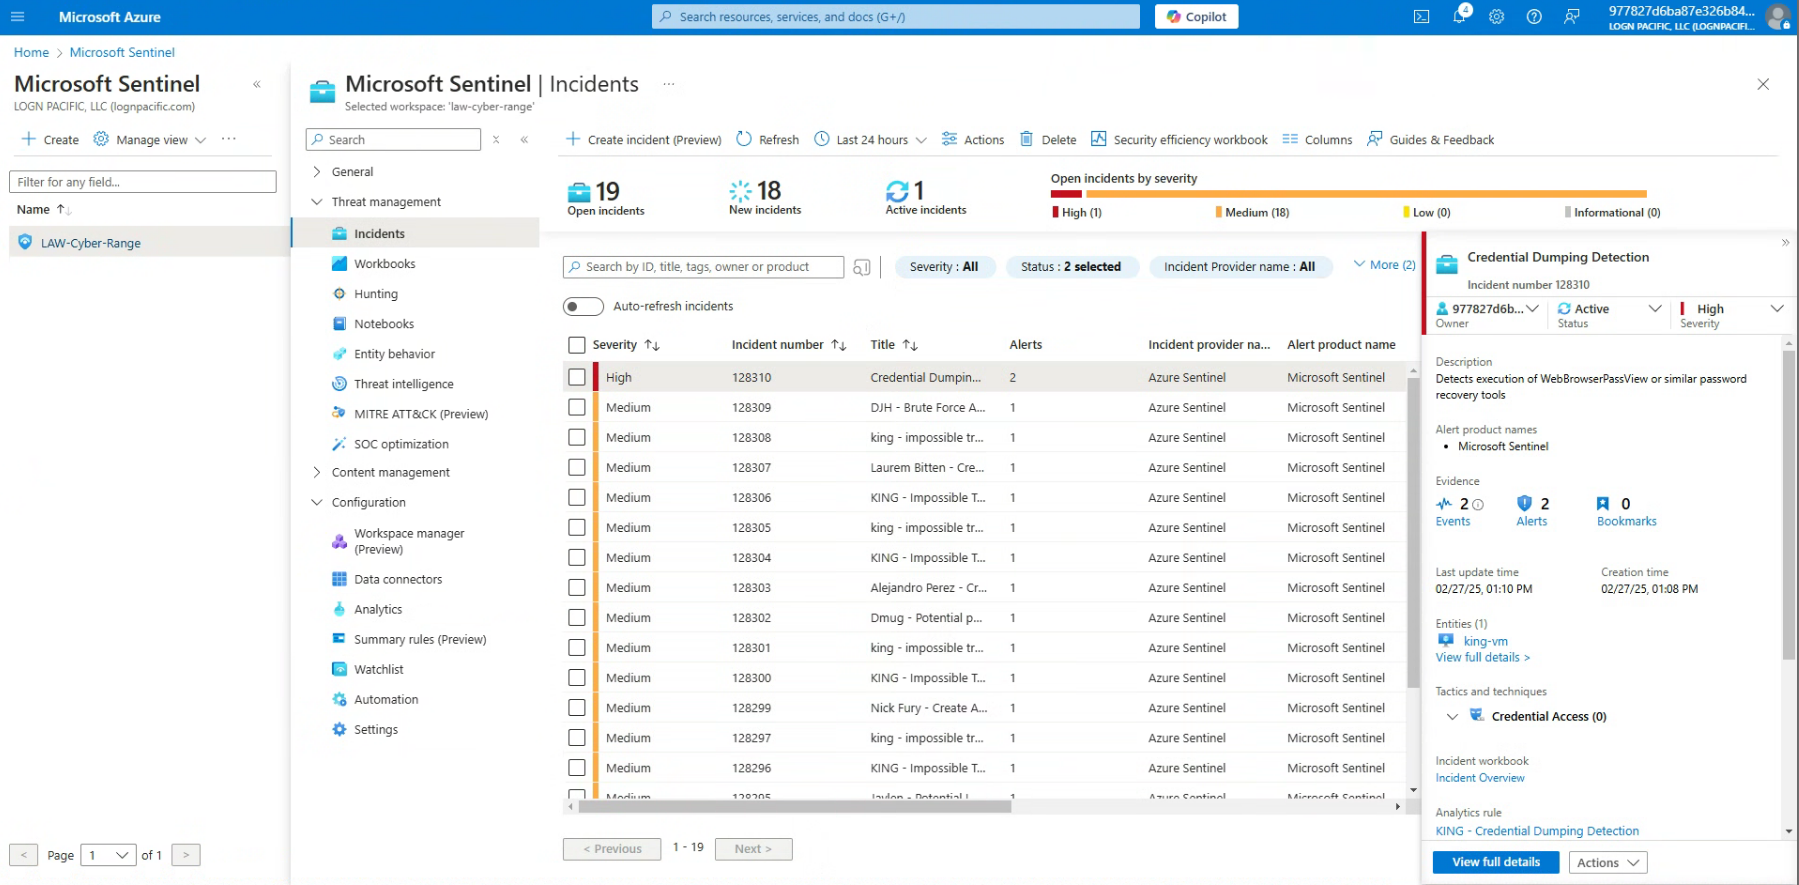 Microsoft Azure
Search resources, services, and docs (G+/)
Copilot
4
977827d6ba87e326b84...
LOGN PACIFIC, LLC (LOGNPACIFI...
Home > Microsoft Sentinel
Microsoft Sentinel
«
LOGN PACIFIC, LLC (lognpacific.com)
+ Create
Manage view
...
Filter for any field...
Name ↑↓
LAW-Cyber-Range
< Page 1 of 1 >
Microsoft Sentinel | Incidents
...
Selected workspace: 'law-cyber-range'
Search
«
General
Threat management
Incidents
Workbooks
Hunting
Notebooks
Entity behavior
Threat intelligence
MITRE ATT&CK (Preview)
SOC optimization
Content management
Configuration
Workspace manager
(Preview)
Data connectors
Analytics
Summary rules (Preview)
Watchlist
Automation
Settings
+ Create incident (Preview) Refresh Last 24 hours Actions Delete Security efficiency workbook Columns Guides & Feedback
19
Open incidents
18
New incidents
1
Active incidents
Open incidents by severity
High (1) Medium (18) Low (0) Informational (0)
Search by ID, title, tags, owner or product
Severity : All
Status : 2 selected
Incident Provider name : All
More (2)
Auto-refresh incidents
Severity ↑↓ Incident number ↑↓ Title ↑↓ Alerts Incident provider na... Alert product name
High 128310 Credential Dumpin... 2 Azure Sentinel Microsoft Sentinel
Medium 128309 DJH - Brute Force A... 1 Azure Sentinel Microsoft Sentinel
Medium 128308 king - impossible tr... 1 Azure Sentinel Microsoft Sentinel
Medium 128307 Laurem Bitten - Cre... 1 Azure Sentinel Microsoft Sentinel
Medium 128306 KING - Impossible T... 1 Azure Sentinel Microsoft Sentinel
Medium 128305 king - impossible tr... 1 Azure Sentinel Microsoft Sentinel
Medium 128304 KING - Impossible T... 1 Azure Sentinel Microsoft Sentinel
Medium 128303 Alejandro Perez - Cr... 1 Azure Sentinel Microsoft Sentinel
Medium 128302 Dmug - Potential p... 1 Azure Sentinel Microsoft Sentinel
Medium 128301 king - impossible tr... 1 Azure Sentinel Microsoft Sentinel
Medium 128300 KING - Impossible T... 1 Azure Sentinel Microsoft Sentinel
Medium 128299 Nick Fury - Create A... 1 Azure Sentinel Microsoft Sentinel
Medium 128297 king - impossible tr... 1 Azure Sentinel Microsoft Sentinel
Medium 128296 KING - Impossible T... 1 Azure Sentinel Microsoft Sentinel
Medium 128295 Jaylon - Potential I... 1 Azure Sentinel Microsoft Sentinel
< Previous 1 - 19 Next >
»
Credential Dumping Detection
Incident number 128310
977827d6b... Active High
Owner Status Severity
Description
Detects execution of WebBrowserPassView or similar password
recovery tools
Alert product names
• Microsoft Sentinel
Evidence
2 2 0
Events Alerts Bookmarks
Last update time Creation time
02/27/25, 01:10 PM 02/27/25, 01:08 PM
Entities (1)
king-vm
View full details >
Tactics and techniques
Credential Access (0)
Incident workbook
Incident Overview
Analytics rule
KING - Credential Dumping Detection
View full details
Actions